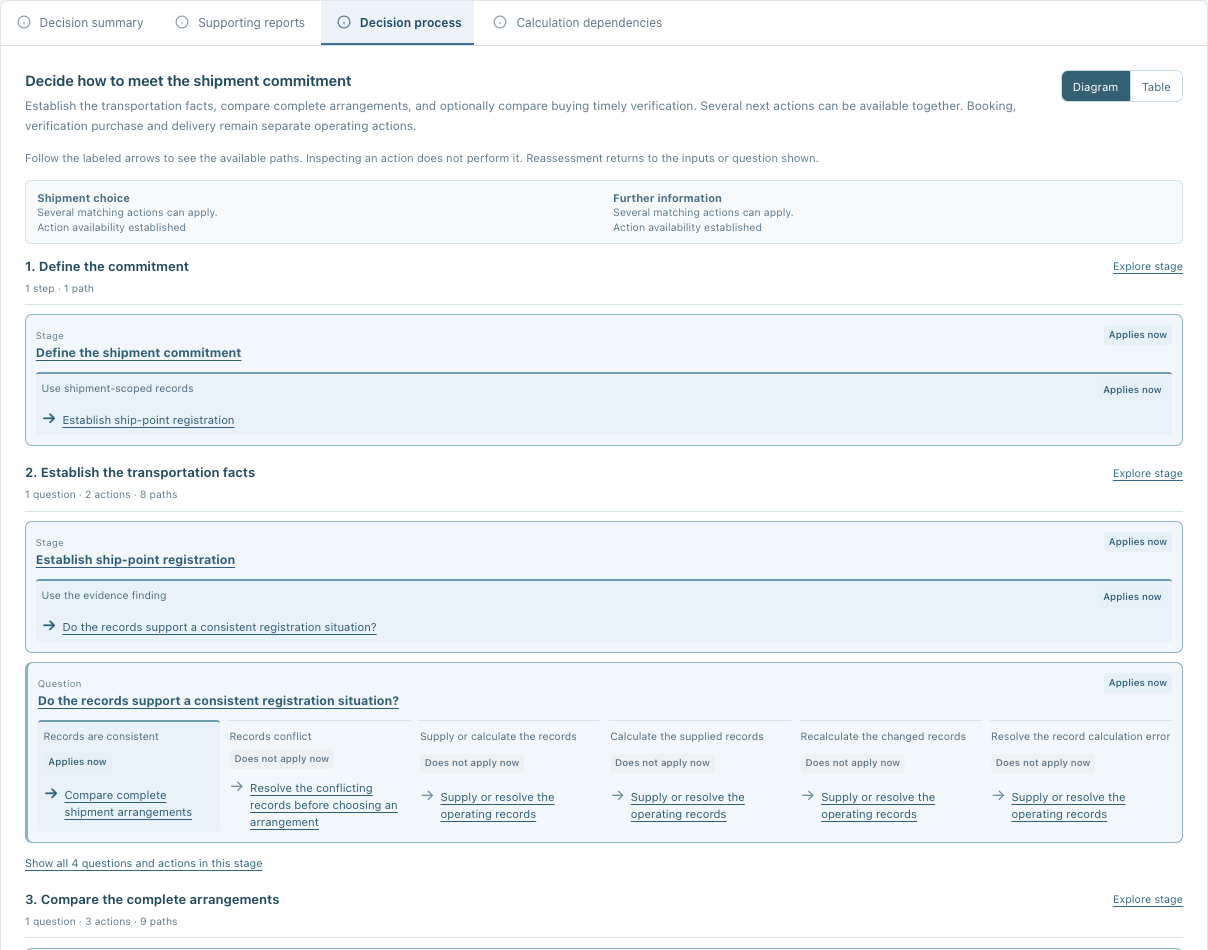 Decision summary
Supporting reports
Decision process
Calculation dependencies
Decide how to meet the shipment commitment
Diagram
Table
Establish the transportation facts, compare complete arrangements, and optionally compare buying timely verification. Several next actions can be available together. Booking,
verification purchase and delivery remain separate operating actions.
Follow the labeled arrows to see the available paths. Inspecting an action does not perform it. Reassessment returns to the inputs or question shown.
Shipment choice
Several matching actions can apply.
Action availability established
Further information
Several matching actions can apply.
Action availability established
1. Define the commitment
Explore stage
1 step · 1 path
Stage
Applies now
Define the shipment commitment
Use shipment-scoped records
Applies now
→ Establish ship-point registration
2. Establish the transportation facts
Explore stage
1 question · 2 actions · 8 paths
Stage
Applies now
Establish ship-point registration
Use the evidence finding
Applies now
→ Do the records support a consistent registration situation?
Question
Applies now
Do the records support a consistent registration situation?
Records are consistent
Applies now
→ Compare complete
shipment arrangements
Records conflict
Does not apply now
→ Resolve the conflicting
records before choosing an
arrangement
Supply or calculate the records
Does not apply now
→ Supply or resolve the
operating records
Calculate the supplied records
Does not apply now
→ Supply or resolve the
operating records
Recalculate the changed records
Does not apply now
→ Supply or resolve the
operating records
Resolve the record calculation error
Does not apply now
→ Supply or resolve the
operating records
Show all 4 questions and actions in this stage
3. Compare the complete arrangements
Explore stage
1 question · 3 actions · 9 paths